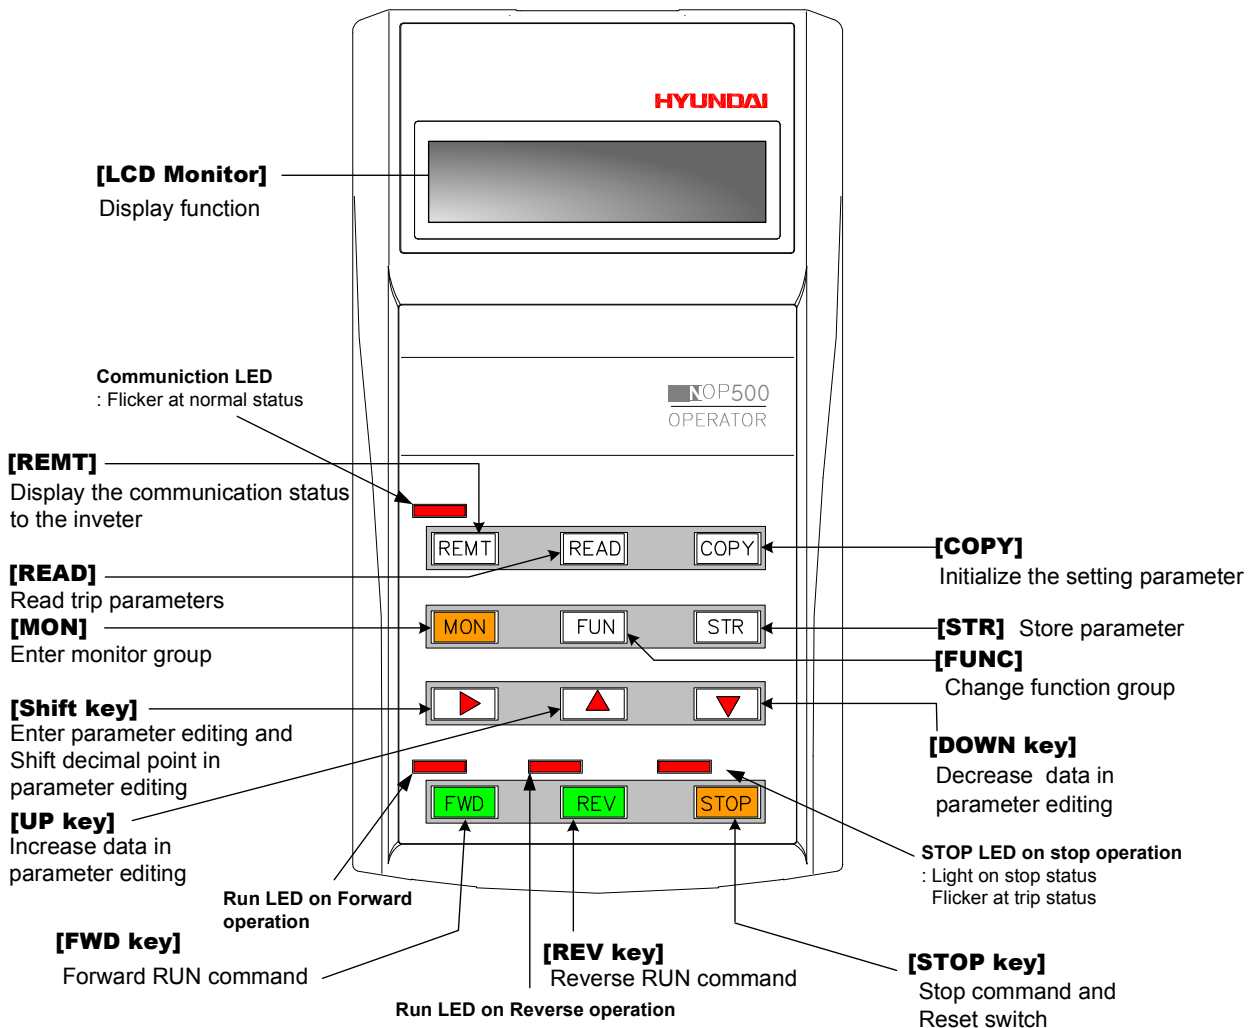 HYUNDAI
[LCD Monitor]
Display function
Communiction LED
: Flicker at normal status
NOP500
OPERATOR
[REMT]
Display the communication status
to the inveter
REMT
READ
COPY
[COPY]
Initialize the setting parameter
[READ]
Read trip parameters
[MON]
Enter monitor group
MON
FUN
STR
[STR] Store parameter
[FUNC]
Change function group
[Shift key]
Enter parameter editing and
Shift decimal point in
parameter editing
[DOWN key]
Decrease data in
parameter editing
FWD
REV
STOP
[UP key]
Increase data in
parameter editing
STOP LED on stop operation
: Light on stop status
Flicker at trip status
Run LED on Forward
operation
[FWD key]
Forward RUN command
[REV key]
Reverse RUN command
[STOP key]
Stop command and
Reset switch
Run LED on Reverse operation